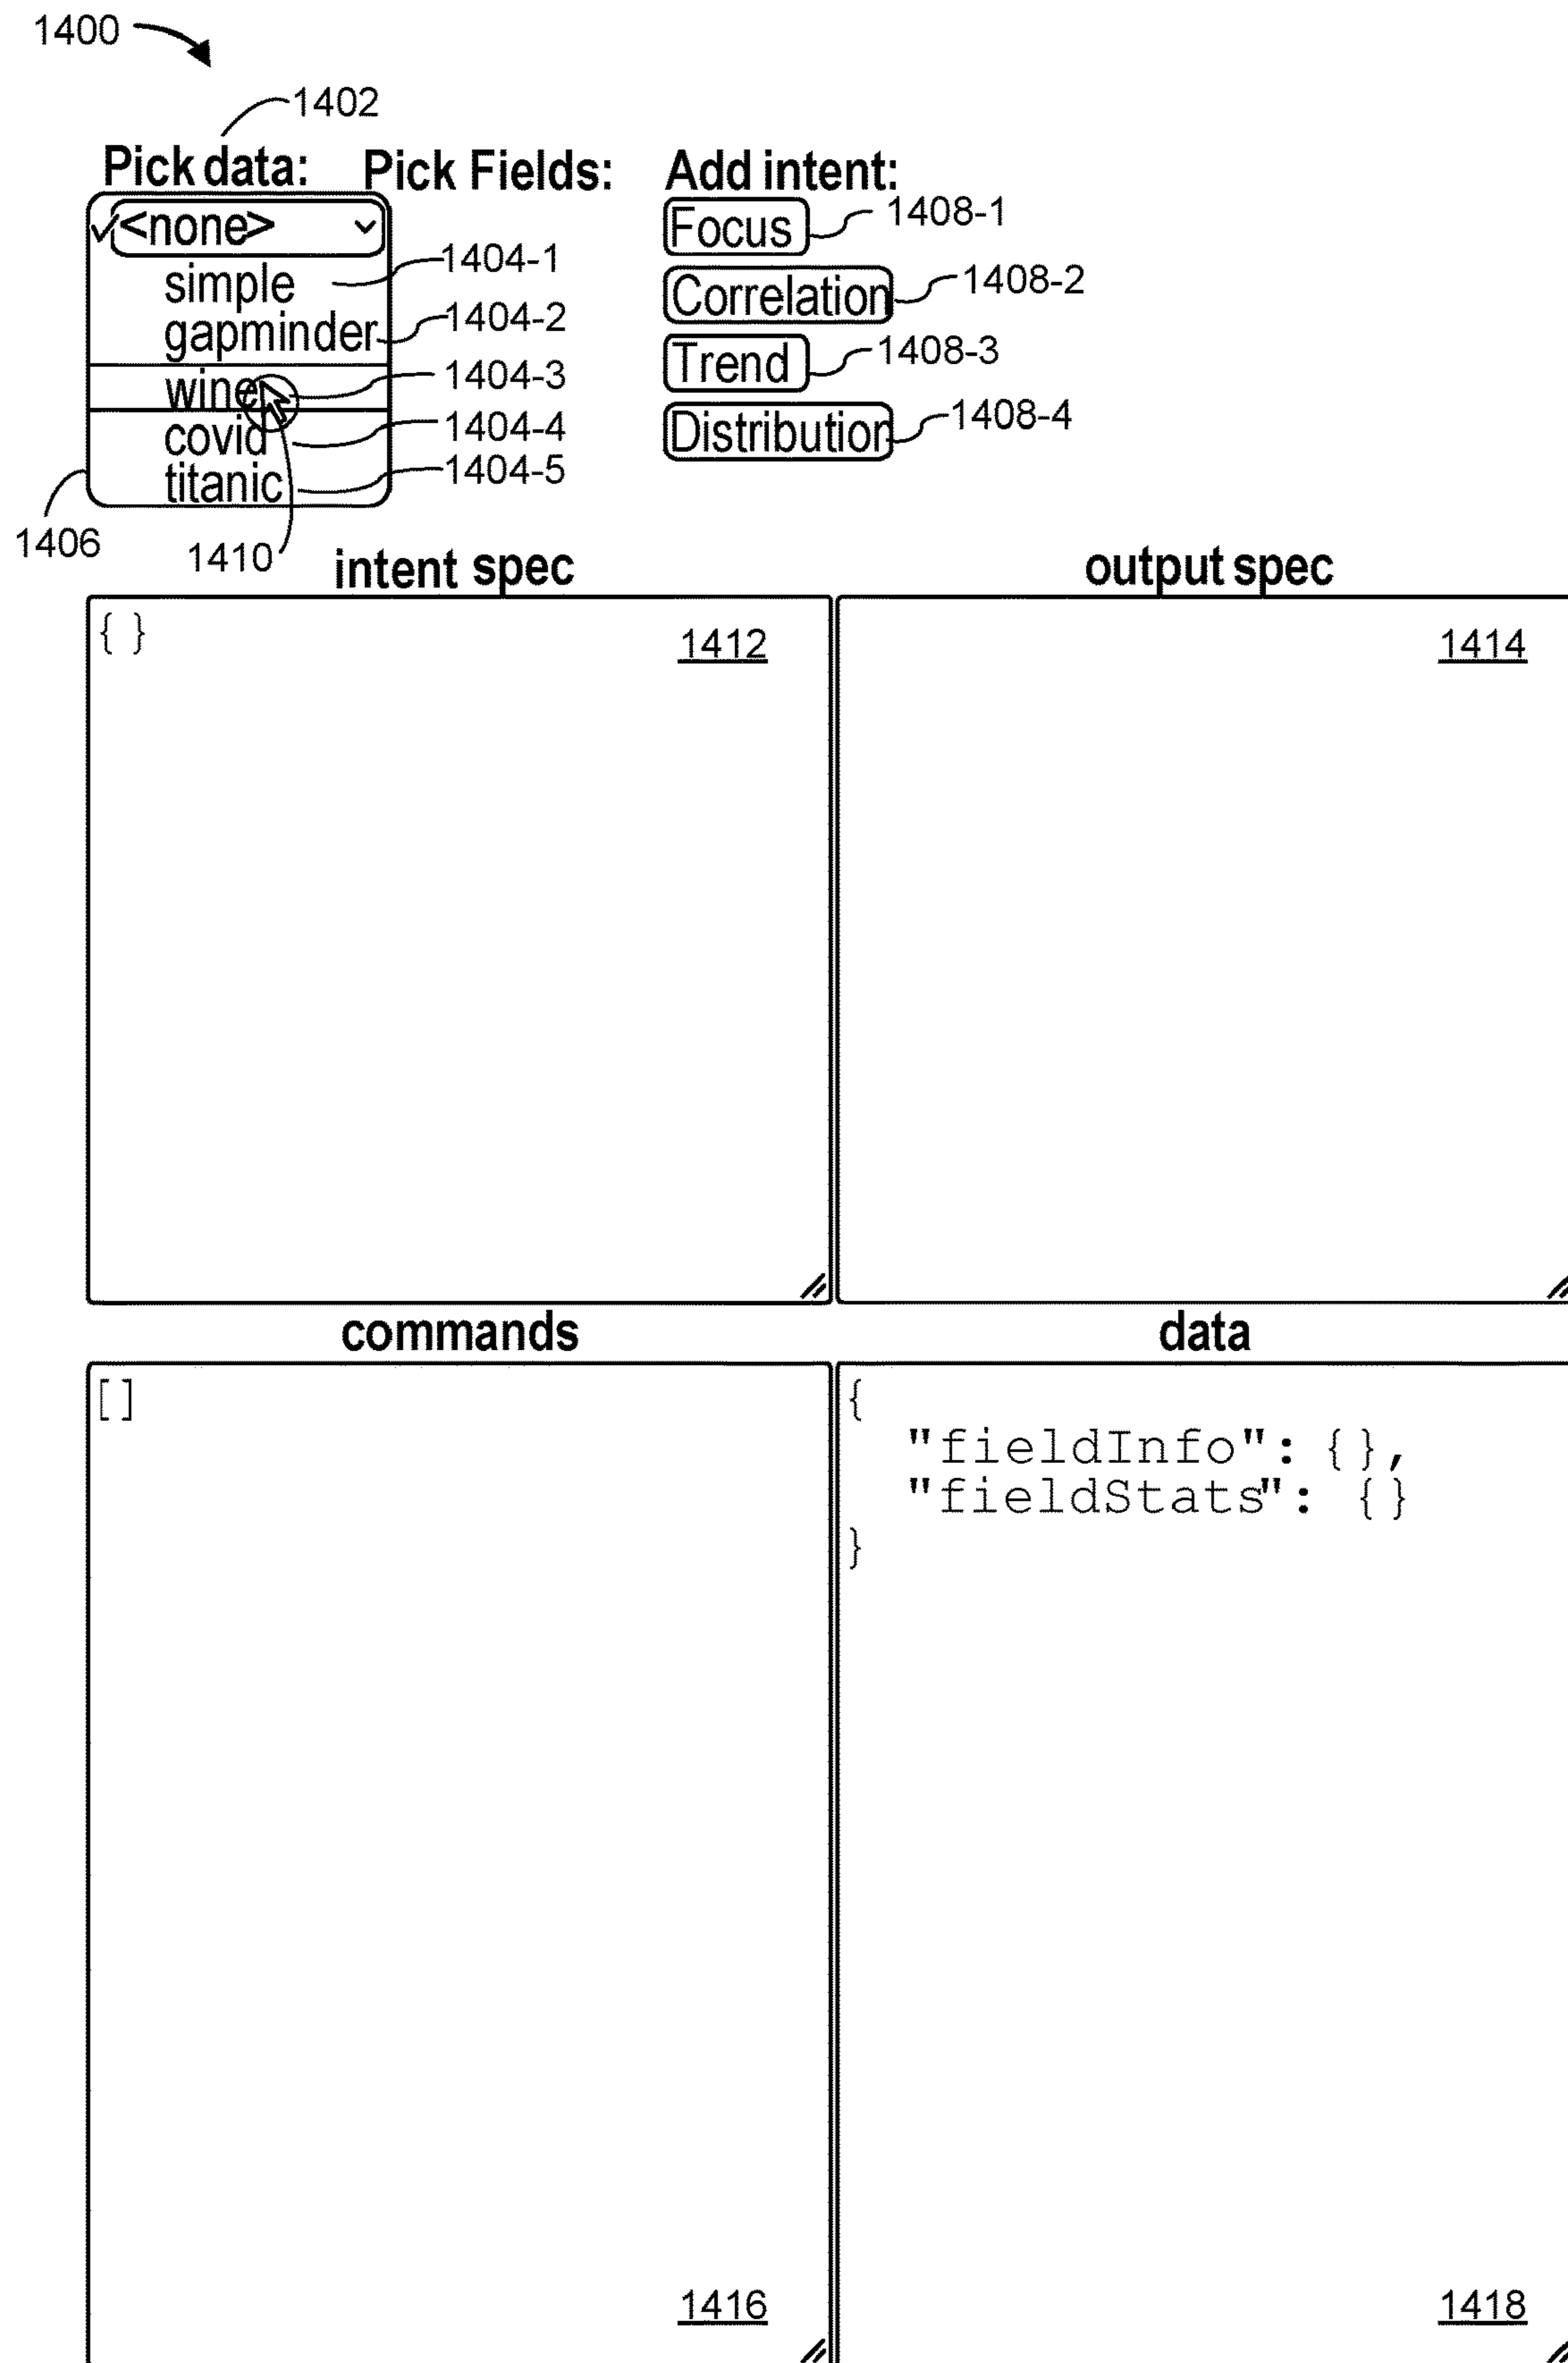 1400
1402
Pick data: Pick Fields: Add intent:
<none> Focus 1408-1
simple 1404-1 Correlation 1408-2
gapminder 1404-2 Trend 1408-3
wine 1404-3
covid 1404-4 Distribution 1408-4
titanic 1404-5
1406 1410
intent spec output spec
{ } 1412 1414
commands data
[] {
"fieldInfo": {},
"fieldStats": {}
}
1416 1418